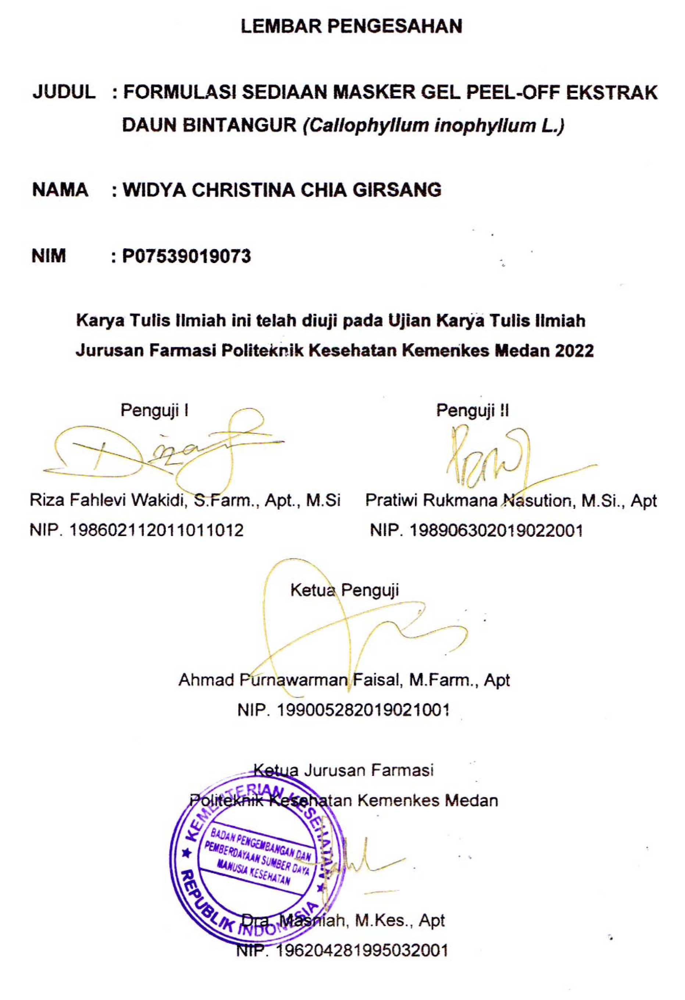 LEMBAR PENGESAHAN
JUDUL : FORMULASI SEDIAAN MASKER GEL PEEL-OFF EKSTRAK
DAUN BINTANGUR (Callophyllum inophyllum L.)
NAMA : WIDYA CHRISTINA CHIA GIRSANG
NIM : P07539019073
Karya Tulis Ilmiah ini telah diuji pada Ujian Karya Tulis Ilmiah
Jurusan Farmasi Politeknik Kesehatan Kemenkes Medan 2022
Penguji I Penguji II
Riza Fahlevi Wakidi, S.Farm., Apt., M.Si Pratiwi Rukmana Nasution, M.Si., Apt
NIP. 198602112011011012 NIP. 198906302019022001
Ketua Penguji
Ahmad Purnawarman Faisal, M.Farm., Apt
NIP. 199005282019021001
Ketua Jurusan Farmasi
Politeknik Kesehatan Kemenkes Medan
KEMENTERIAN KESEHATAN
BADAN PENGEMBANGAN DAN
PEMBERDAYAAN SUMBER DAYA
MANUSIA KESEHATAN
REPUBLIK INDONESIA
Dra. Masniah, M.Kes., Apt
NIP. 196204281995032001